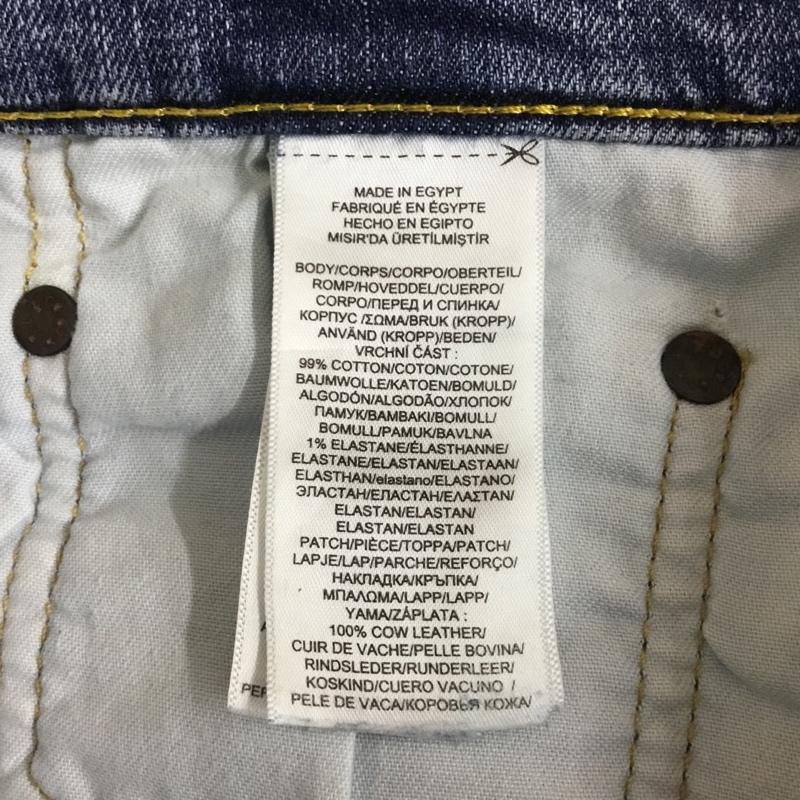 MADE IN EGYPT
FABRIQUÉ EN ÉGYPTE
HECHO EN EGIPTO
MISIR'DA ÜRETİLMİŞTİR
BODY/CORPS/CORPO/OBERTEIL/
ROMP/HOVEDDEL/CUERPO/
CORPO/ПЕРЕД И СПИНКА/
КОРПУС /ΣΩΜΑ/BRUK (KROPP)/
ANVÄND (KROPP)/BEDEN/
VRCHNÍ ČÁST :
99% COTTON/COTON/COTONE/
BAUMWOLLE/KATOEN/BOMULD/
ALGODÓN/ALGODÃO/ХЛОПОК/
ПАМУК/ΒΑΜΒΑΚΙ/BOMULL/
BOMULL/PAMUK/BAVLNA
1% ELASTANE/ÉLASTHANNE/
ELASTANE/ELASTAN/ELASTAAN/
ELASTHAN/elastano/ELASTANO/
ЭЛАСТАН/ЕЛАСТАН/ΕΛΑΣΤΑΝ/
ELASTAN/ELASTAN/
ELASTAN/ELASTAN
PATCH/PIÈCE/TOPPA/PATCH/
LAPJE/LAP/PARCHE/REFORÇO/
НАКЛАДКА/КРЪПКА/
ΜΠΑΛΩΜΑ/LAPP/LAPP/
YAMA/ZÁPLATA :
100% COW LEATHER/
CUIR DE VACHE/PELLE BOVINA/
RINDSLEDER/RUNDERLEER/
KOSKIND/CUERO VACUNO /
PELE DE VACA/КОРОВЬЯ КОЖА/